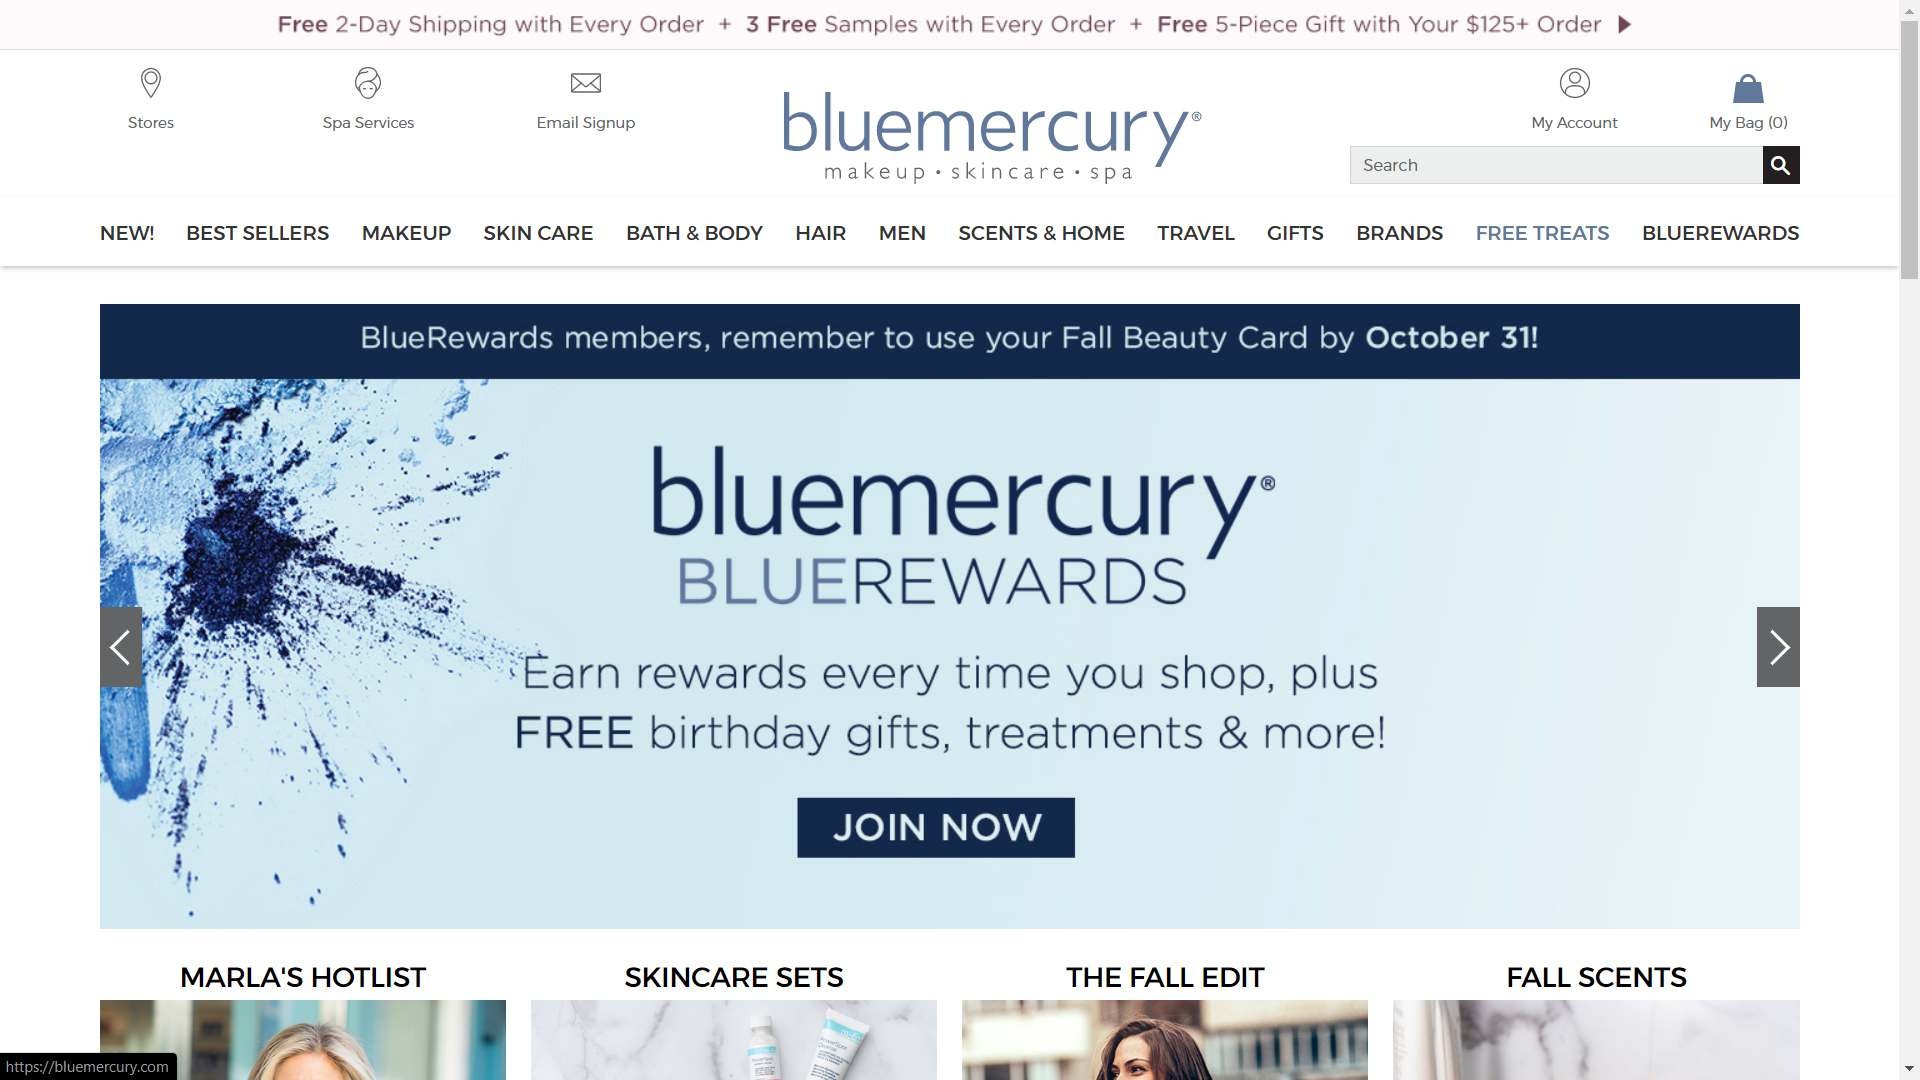 Free 2-Day Shipping with Every Order + 3 Free Samples with Every Order + Free 5-Piece Gift with Your $125+ Order
Stores
Spa Services
Email Signup
bluemercury®
makeup • skincare • spa
My Account
My Bag (0)
Search
NEW! BEST SELLERS MAKEUP SKIN CARE BATH & BODY HAIR MEN SCENTS & HOME TRAVEL GIFTS BRANDS FREE TREATS BLUEREWARDS
BlueRewards members, remember to use your Fall Beauty Card by October 31!
bluemercury®
BLUEREWARDS
Earn rewards every time you shop, plus
FREE birthday gifts, treatments & more!
JOIN NOW
MARLA'S HOTLIST
SKINCARE SETS
THE FALL EDIT
FALL SCENTS
https://bluemercury.com